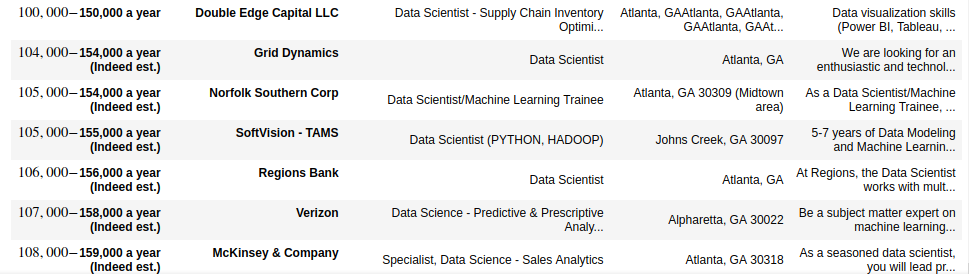 100,000−150,000 a year Double Edge Capital LLC Data Scientist - Supply Chain Inventory Atlanta, GAAtlanta, GAAtlanta, Data visualization skills
Optimi... GAAtlanta, GAAt... (Power BI, Tableau, ...
104,000−154,000 a year Grid Dynamics Data Scientist Atlanta, GA We are looking for an
(Indeed est.) enthusiastic and technol...
105,000−154,000 a year Norfolk Southern Corp Data Scientist/Machine Learning Trainee Atlanta, GA 30309 (Midtown As a Data Scientist/Machine
(Indeed est.) area) Learning Trainee, ...
105,000−155,000 a year SoftVision - TAMS Data Scientist (PYTHON, HADOOP) Johns Creek, GA 30097 5-7 years of Data Modeling
(Indeed est.) and Machine Learnin...
106,000−156,000 a year Regions Bank Data Scientist Atlanta, GA At Regions, the Data Scientist
(Indeed est.) works with mult...
107,000−158,000 a year Verizon Data Science - Predictive & Prescriptive Alpharetta, GA 30022 Be a subject matter expert on
(Indeed est.) Analy... machine learning...
108,000−159,000 a year McKinsey & Company Specialist, Data Science - Sales Analytics Atlanta, GA 30318 As a seasoned data scientist,
(Indeed est.) you will lead pr...